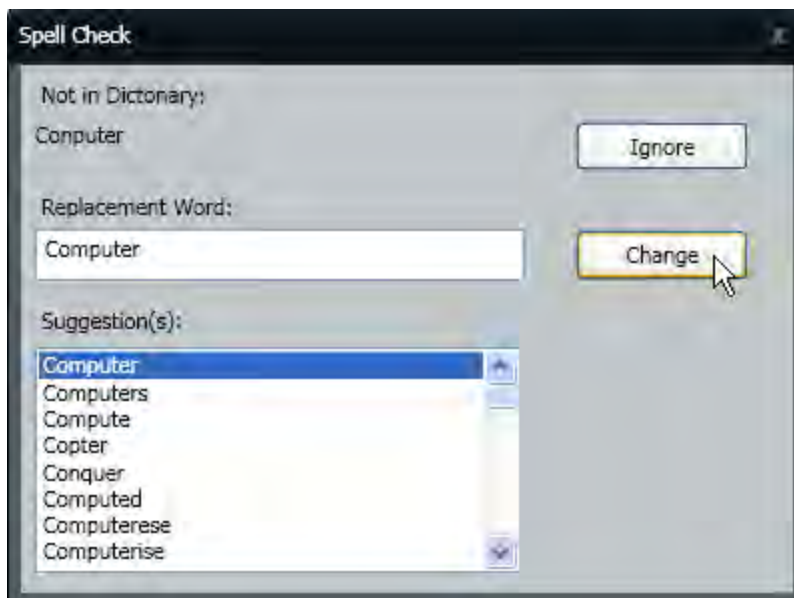 Spell Check
Not in Dictonary:
Conputer
Ignore
Replacement Word:
Computer
Change
Suggestion(s):
Computer
Computers
Compute
Copter
Conquer
Computed
Computerese
Computerise